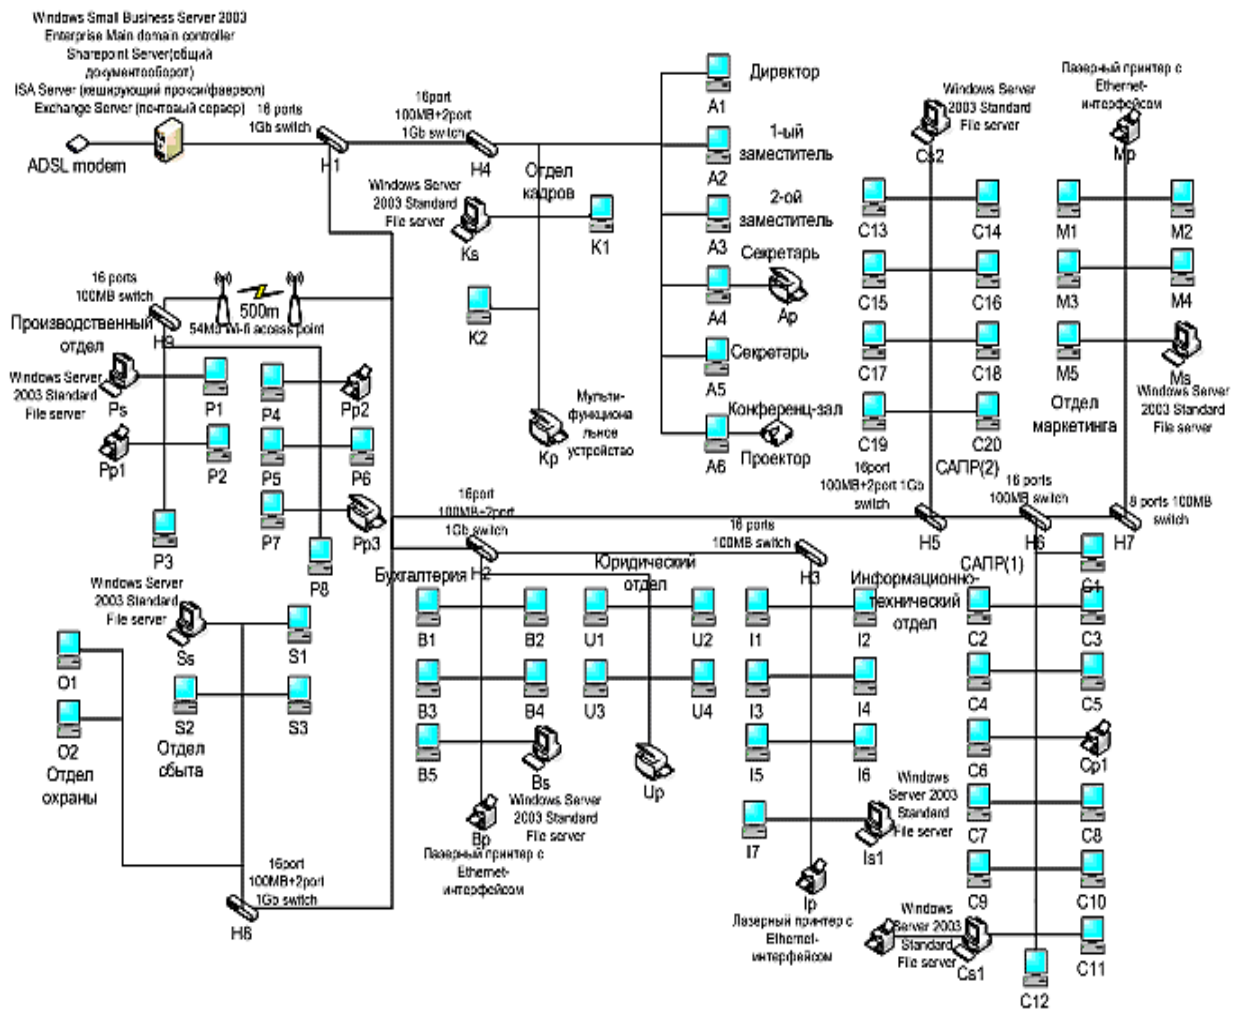 Windows Small Business Server 2003
Enterprise Main domain controller
Sharepoint Server(общий
документооборот)
ISA Server (кеширующий прокси/фаервол)
Exchange Server (почтовый сервер)
ADSL modem
16 ports
1Gb switch
H1
16port
100MB+2port
1Gb switch
H4
Отдел
кадров
Windows Server
2003 Standard
File server
Ks
K1
K2
Мульти-
функциона
льное
устройство
Kp
A1
Директор
A2
1-ый
заместитель
A3
2-ой
заместитель
A4
Секретарь
Ap
A5
Секретарь
A6
Конференц-зал
Проектор
Windows Server
2003 Standard
File server
Cs2
C13
C14
C15
C16
C17
C18
C19
C20
САПР(2)
16port
100MB+2port 1Gb
switch
H5
Лазерный принтер с
Ethernet-
интерфейсом
Mp
M1
M2
M3
M4
M5
Ms
Windows Server
2003 Standard
File server
Отдел
маркетинга
16 ports
100MB switch
H6
8 ports 100MB
switch
H7
16 ports
100MB switch
H9
500m
54Mb Wi-fi access point
Производственный
отдел
Windows Server
2003 Standard
File server
Ps
P1
Pp1
P2
P3
P4
Pp2
P5
P6
P7
Pp3
P8
16port
100MB+2port
1Gb switch
H2
16 ports
100MB switch
H3
Бухгалтерия
B1
B2
B3
B4
B5
Bs
Windows Server
2003 Standard
File server
Bp
Лазерный принтер с
Ethernet-
интерфейсом
Юридический
отдел
U1
U2
U3
U4
Up
Информационно-
технический
отдел
I1
I2
I3
I4
I5
I6
I7
Is1
Windows
Server 2003
Standard
File server
Ip
Лазерный принтер с
Ethernet-
интерфейсом
САПР(1)
C1
C2
C3
C4
C5
C6
Cp1
C7
C8
C9
C10
Windows
Server 2003
Standard
File server
Cs1
C11
C12
Windows Server
2003 Standard
File server
Ss
S1
S2
S3
Отдел
сбыта
O1
O2
Отдел
охраны
16port
100MB+2port
1Gb switch
H8